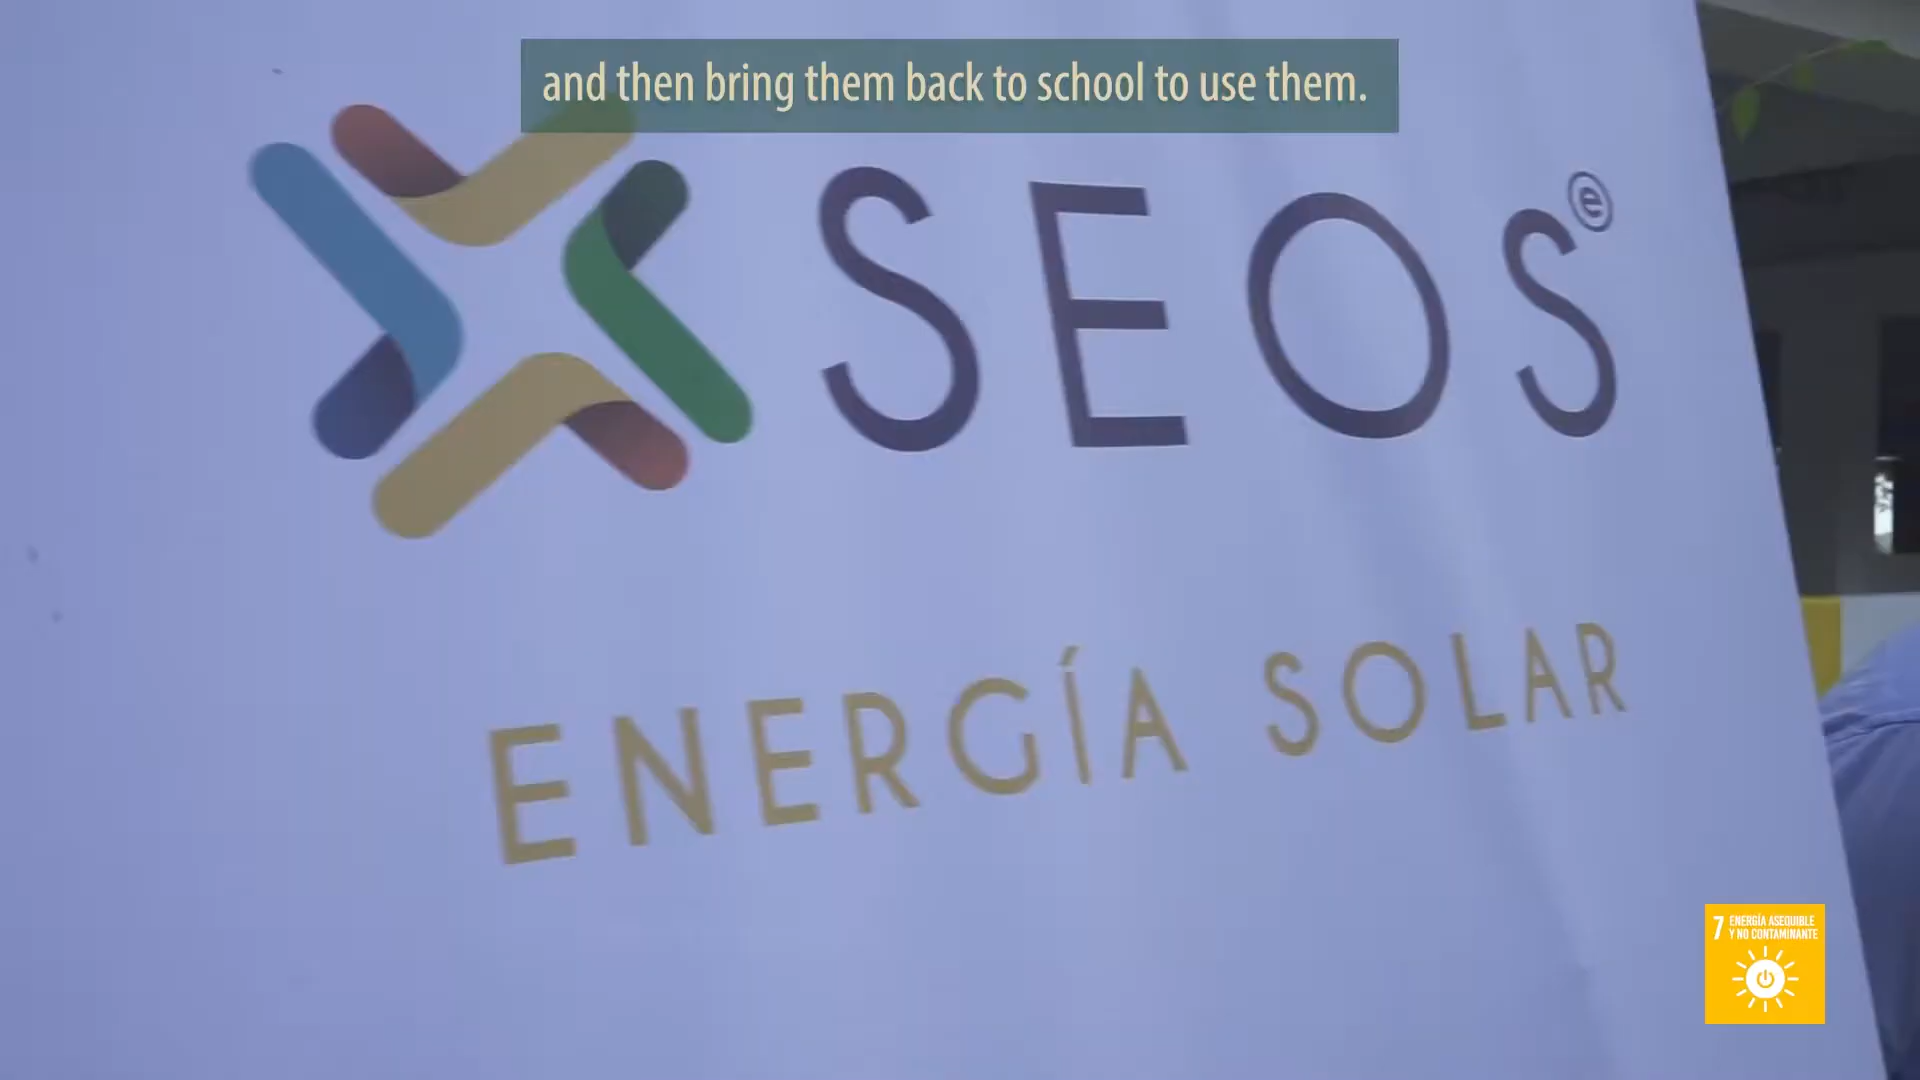 and then bring them back to school to use them.
SEOS
e
ENERGÍA SOLAR
7 ENERGÍA ASEQUIBLE
Y NO CONTAMINANTE